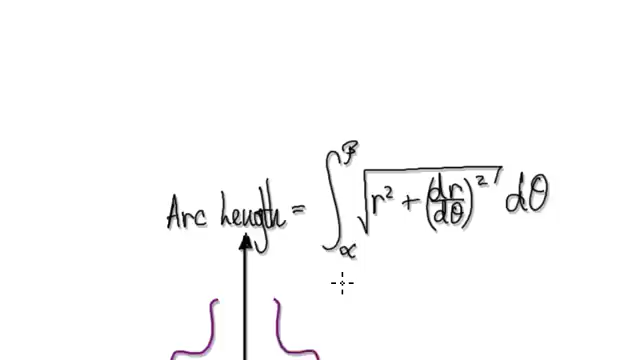 Arc Length = ∫_α^β √(r² + (dr/dθ)²) dθ